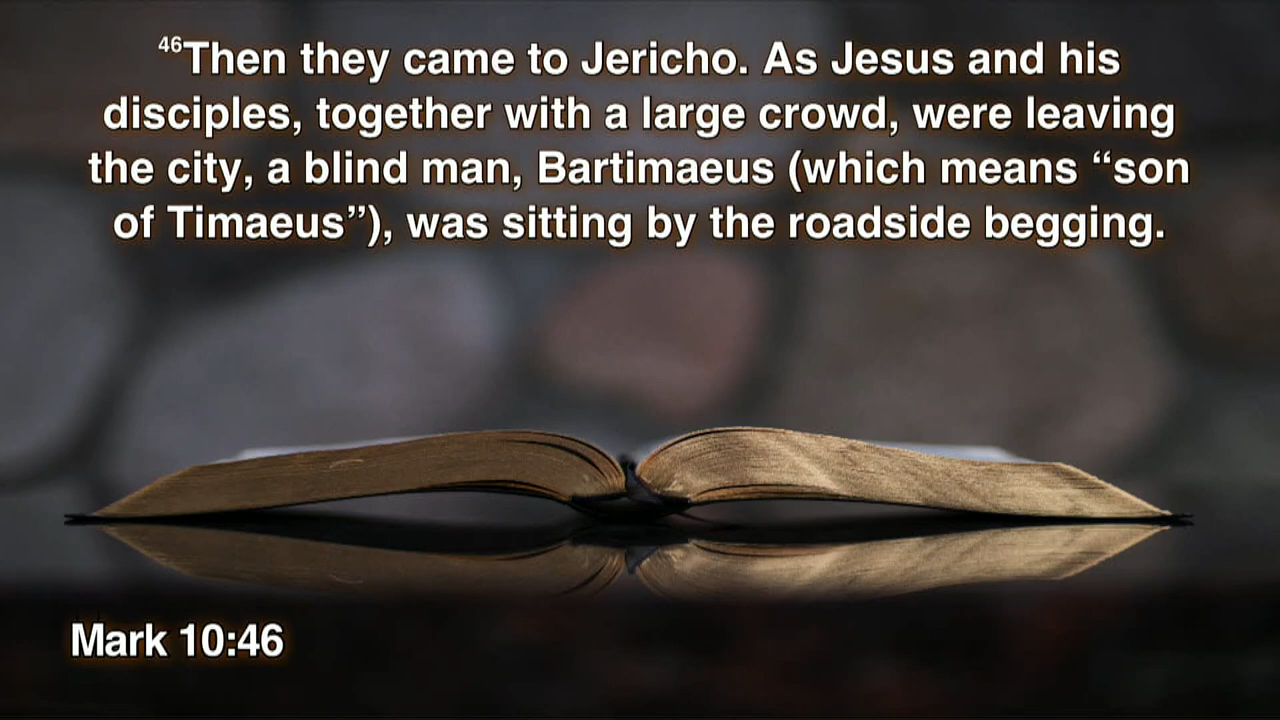 46Then they came to Jericho. As Jesus and his
disciples, together with a large crowd, were leaving
the city, a blind man, Bartimaeus (which means “son
of Timaeus”), was sitting by the roadside begging.
Mark 10:46